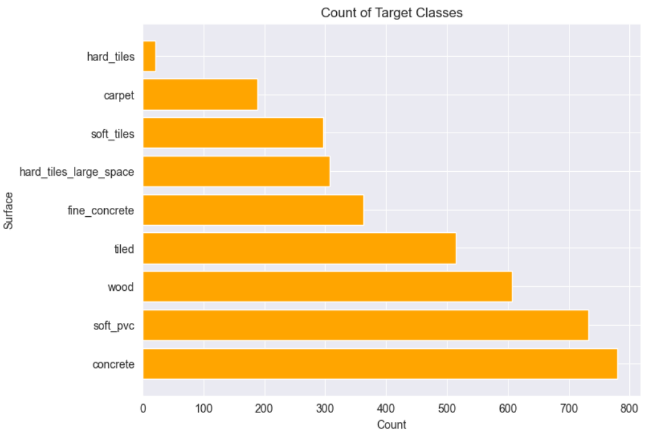 Count of Target Classes
hard_tiles
carpet
soft_tiles
hard_tiles_large_space
fine_concrete
tiled
wood
soft_pvc
concrete
Surface
0 100 200 300 400 500 600 700 800
Count